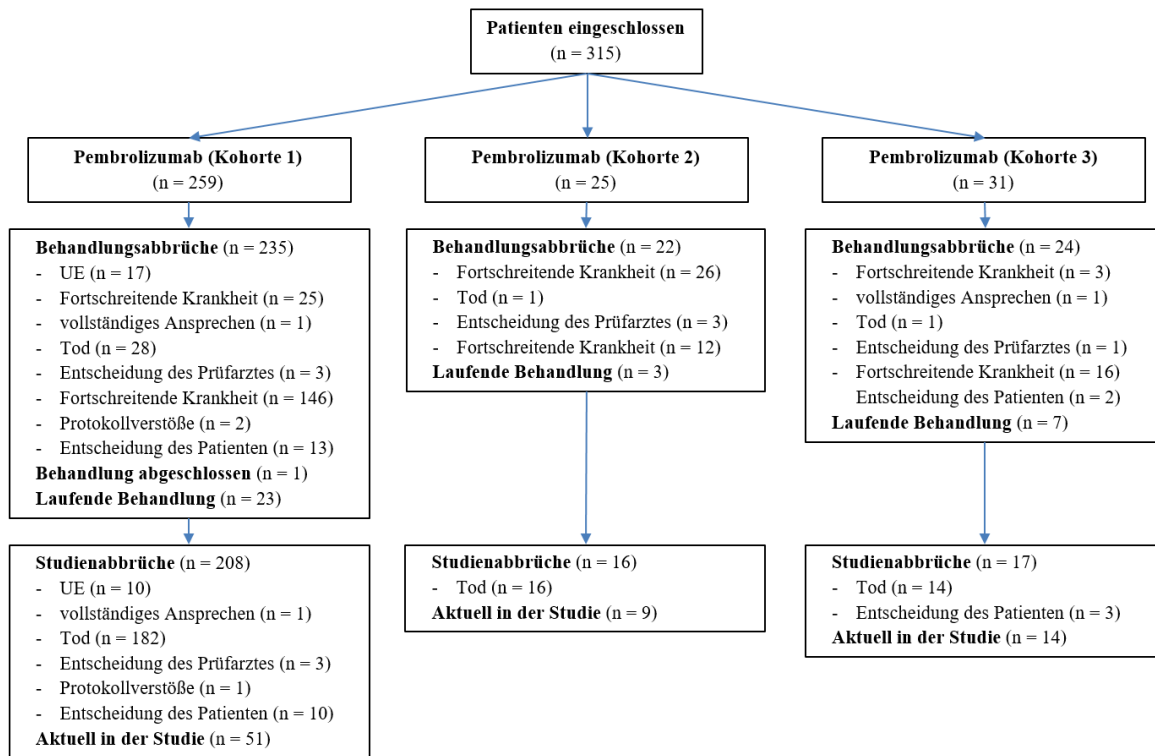 Patienten eingeschlossen
(n = 315)
Pembrolizumab (Kohorte 1)
(n = 259)
Pembrolizumab (Kohorte 2)
(n = 25)
Pembrolizumab (Kohorte 3)
(n = 31)
Behandlungsabbrüche (n = 235)
- UE (n = 17)
- Fortschreitende Krankheit (n = 25)
- vollständiges Ansprechen (n = 1)
- Tod (n = 28)
- Entscheidung des Prüfarztes (n = 3)
- Fortschreitende Krankheit (n = 146)
- Protokollverstöße (n = 2)
- Entscheidung des Patienten (n = 13)
Behandlung abgeschlossen (n = 1)
Laufende Behandlung (n = 23)
Behandlungsabbrüche (n = 22)
- Fortschreitende Krankheit (n = 26)
- Tod (n = 1)
- Entscheidung des Prüfarztes (n = 3)
- Fortschreitende Krankheit (n = 12)
Laufende Behandlung (n = 3)
Behandlungsabbrüche (n = 24)
- Fortschreitende Krankheit (n = 3)
- vollständiges Ansprechen (n = 1)
- Tod (n = 1)
- Entscheidung des Prüfarztes (n = 1)
- Fortschreitende Krankheit (n = 16)
Entscheidung des Patienten (n = 2)
Laufende Behandlung (n = 7)
Studienabbrüche (n = 208)
- UE (n = 10)
- vollständiges Ansprechen (n = 1)
- Tod (n = 182)
- Entscheidung des Prüfarztes (n = 3)
- Protokollverstöße (n = 1)
- Entscheidung des Patienten (n = 10)
Aktuell in der Studie (n = 51)
Studienabbrüche (n = 16)
- Tod (n = 16)
Aktuell in der Studie (n = 9)
Studienabbrüche (n = 17)
- Tod (n = 14)
- Entscheidung des Patienten (n = 3)
Aktuell in der Studie (n = 14)